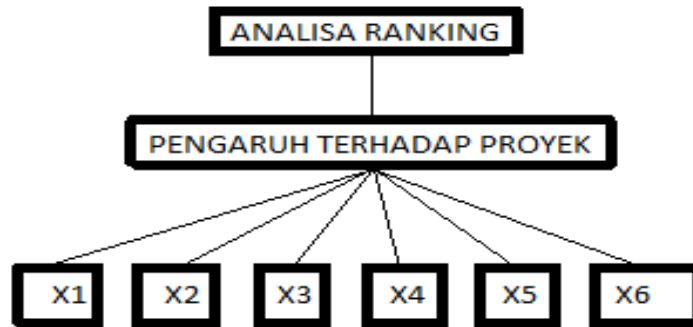 ANALISA RANKING
PENGARUH TERHADAP PROYEK
X1 X2 X3 X4 X5 X6